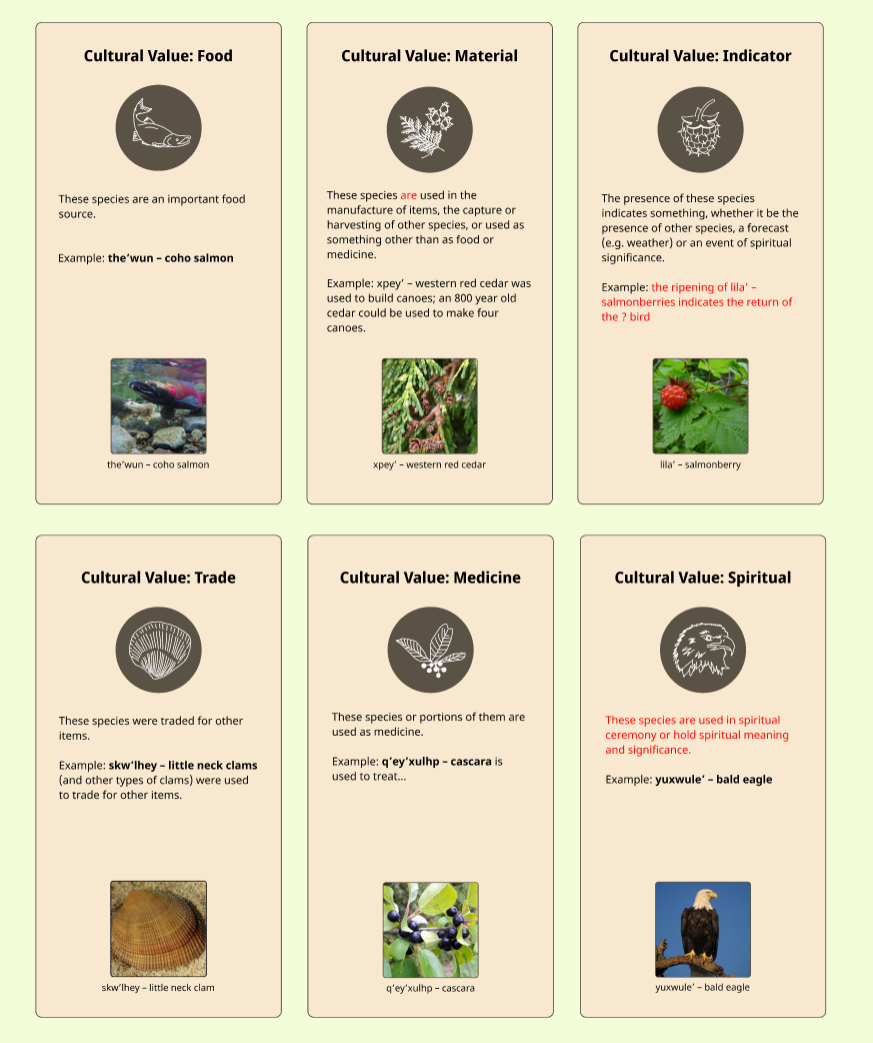 Cultural Value: Food
These species are an important food
source.
Example: the’wun – coho salmon
the’wun – coho salmon
Cultural Value: Material
These species are used in the
manufacture of items, the capture or
harvesting of other species, or used as
something other than as food or
medicine.
Example: xpey’ – western red cedar was
used to build canoes; an 800 year old
cedar could be used to make four
canoes.
xpey’ – western red cedar
Cultural Value: Indicator
The presence of these species
indicates something, whether it be the
presence of other species, a forecast
(e.g. weather) or an event of spiritual
significance.
Example: the ripening of lila’ –
salmonberries indicates the return of
the ? bird
lila’ – salmonberry
Cultural Value: Trade
These species were traded for other
items.
Example: skw’lhey – little neck clams
(and other types of clams) were used
to trade for other items.
skw’lhey – little neck clam
Cultural Value: Medicine
These species or portions of them are
used as medicine.
Example: q’ey’xulhp – cascara is
used to treat...
q’ey’xulhp – cascara
Cultural Value: Spiritual
These species are used in spiritual
ceremony or hold spiritual meaning
and significance.
Example: yuxwule’ – bald eagle
yuxwule’ – bald eagle